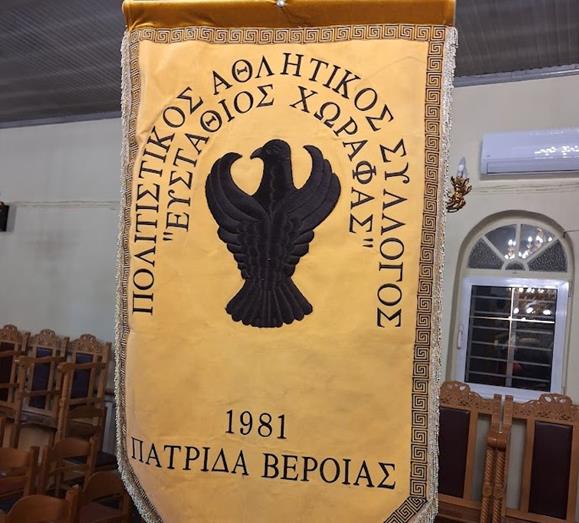 ΠΟΛΙΤΙΣΤΙΚΟΣ ΑΘΛΗΤΙΚΟΣ ΣΥΛΛΟΓΟΣ
"ΕΥΣΤΑΘΙΟΣ ΧΩΡΑΦΑΣ"
1981
ΠΑΤΡΙΔΑ ΒΕΡΟΙΑΣ